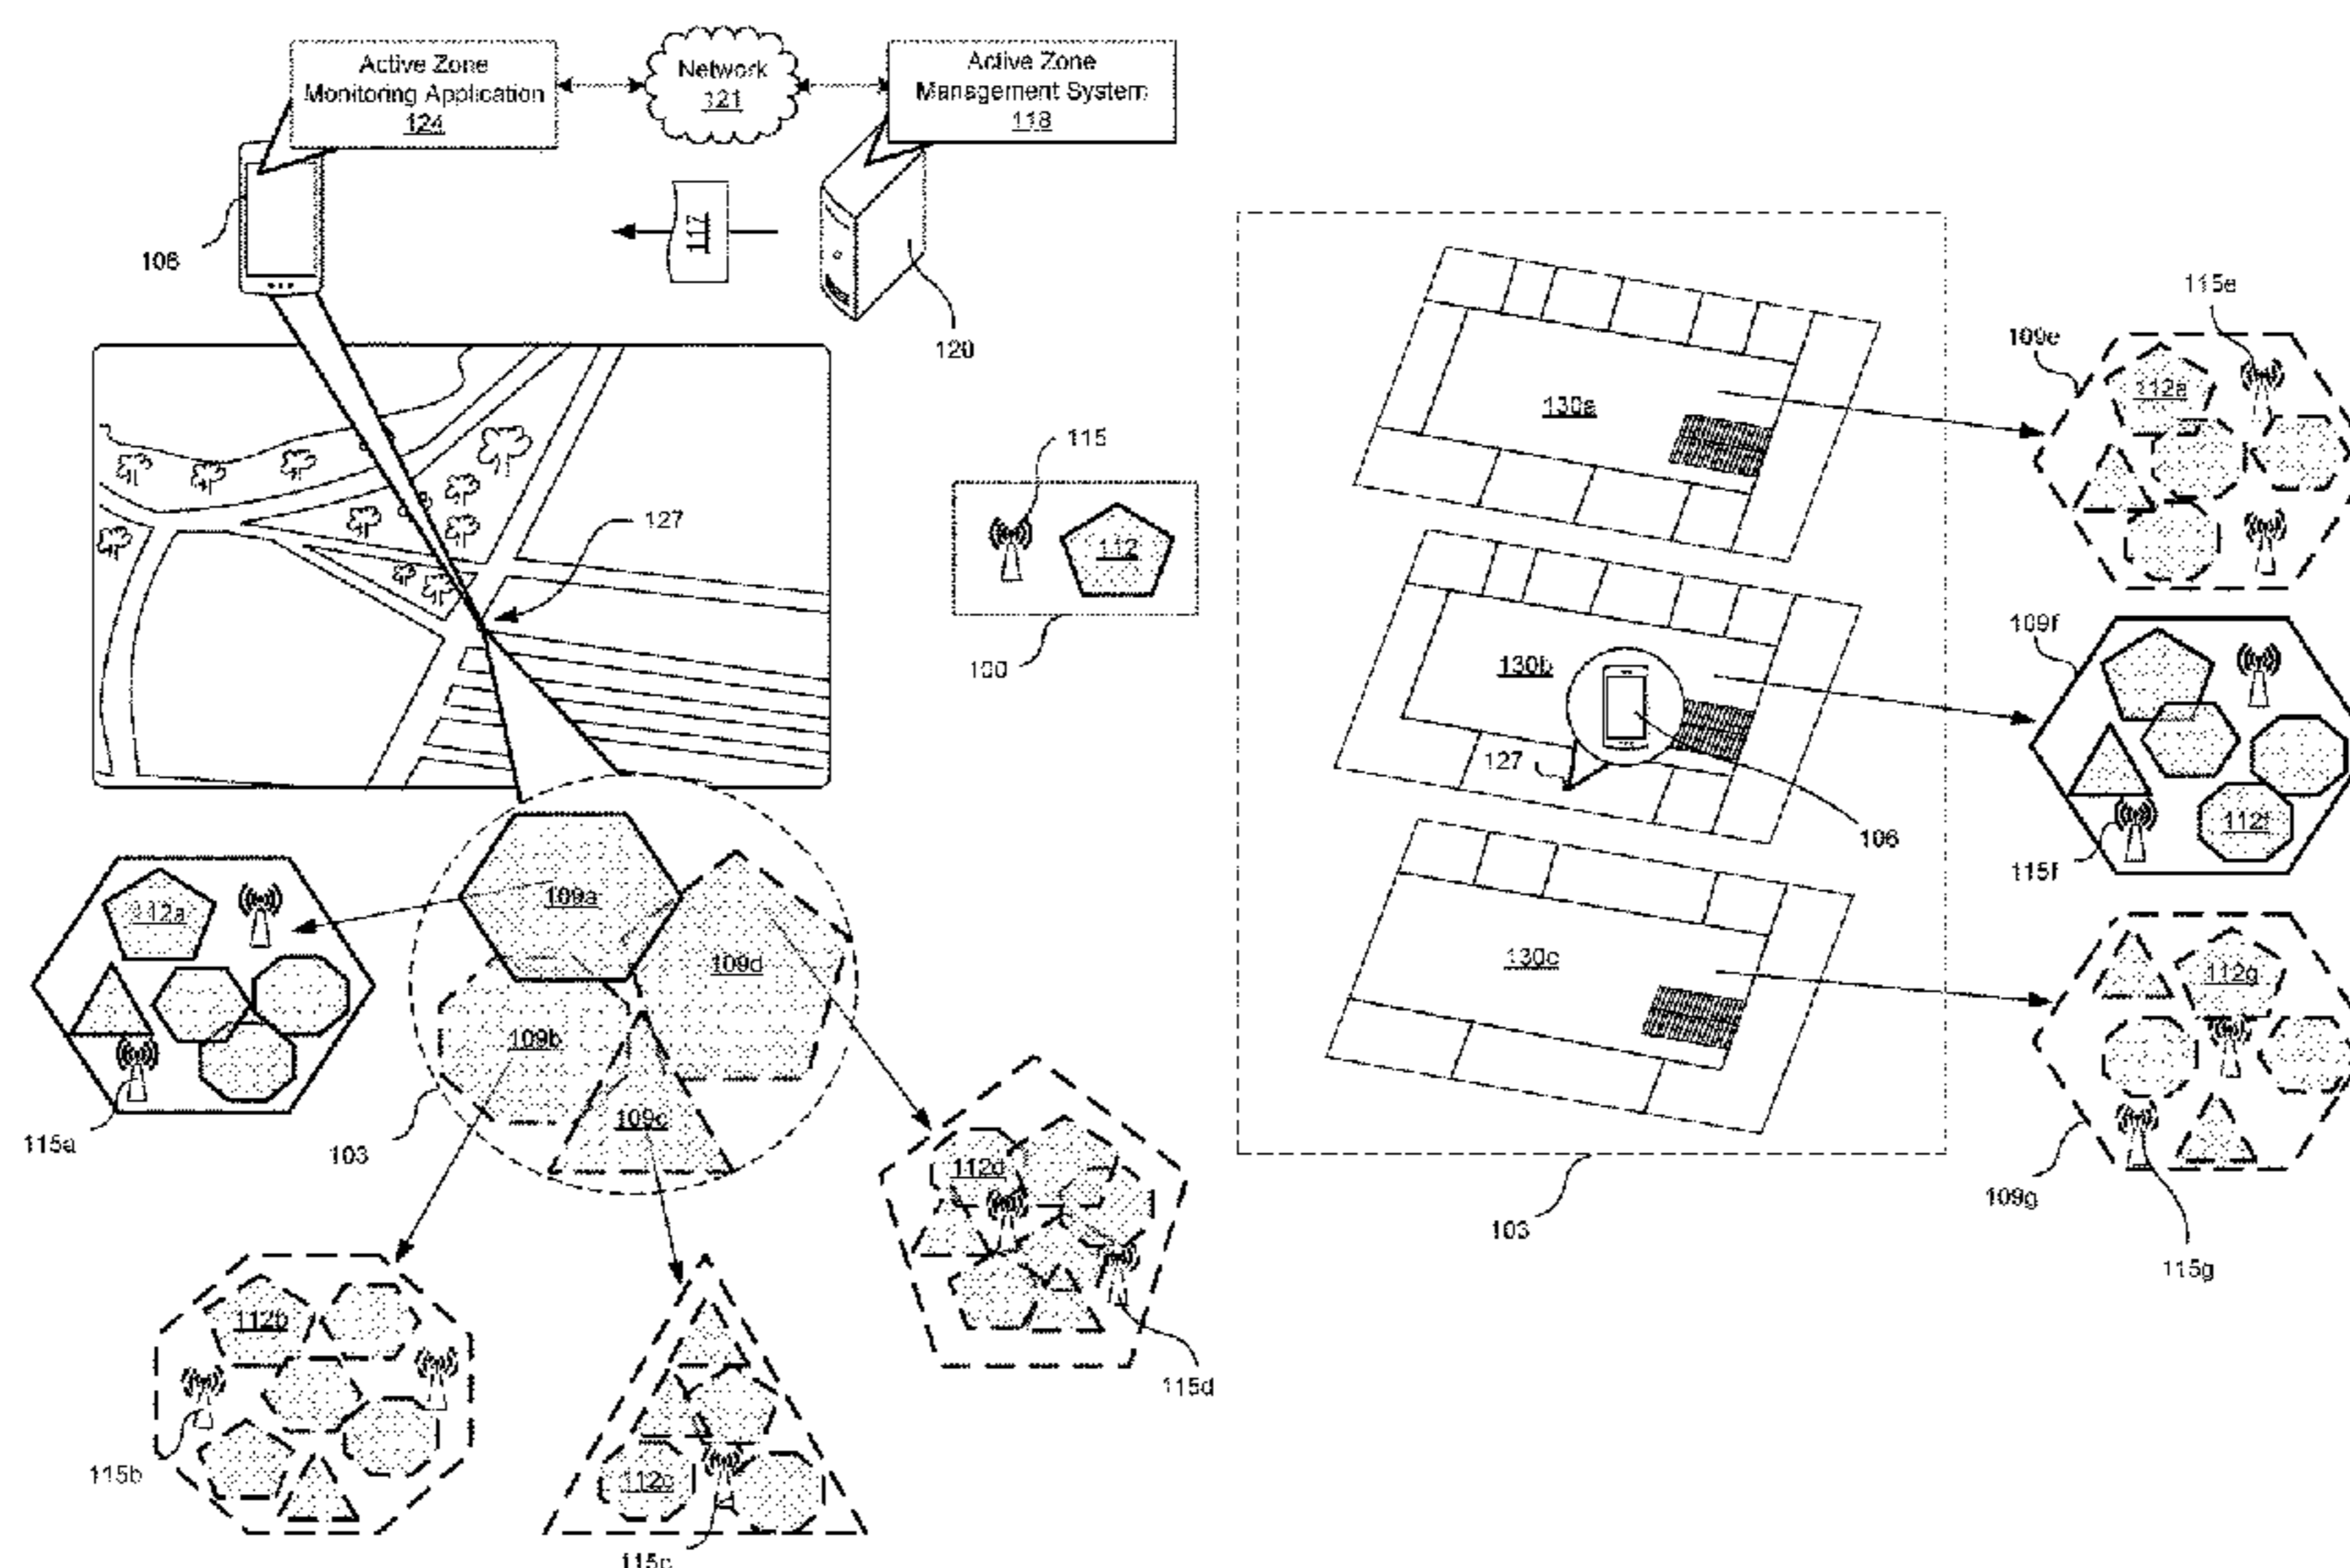 Active Zone
Monitoring Application
124
Network
121
Active Zone
Management System
118
117
106
120
127
115
112
100
130a
130b
127
106
130c
103
115e
109e
112e
109f
112f
115f
112g
109g
115g
109a
109b
109c
109d
103
112a
115a
112b
115b
112c
115c
112d
115d